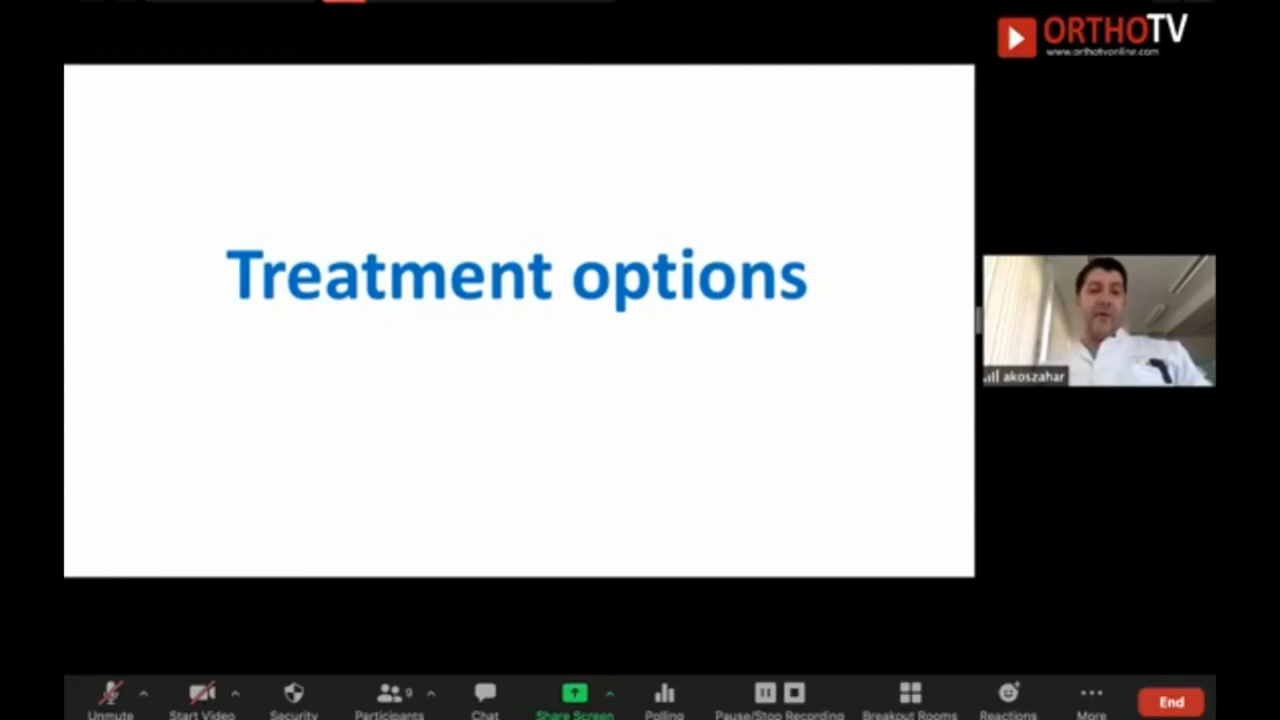 ORTHOTV
www.orthotvonline.com
Treatment options
akoszahar
9
Unmute Start Video Security Participants Chat Share Screen Polling Pause/Stop Recording Breakout Rooms Reactions More End